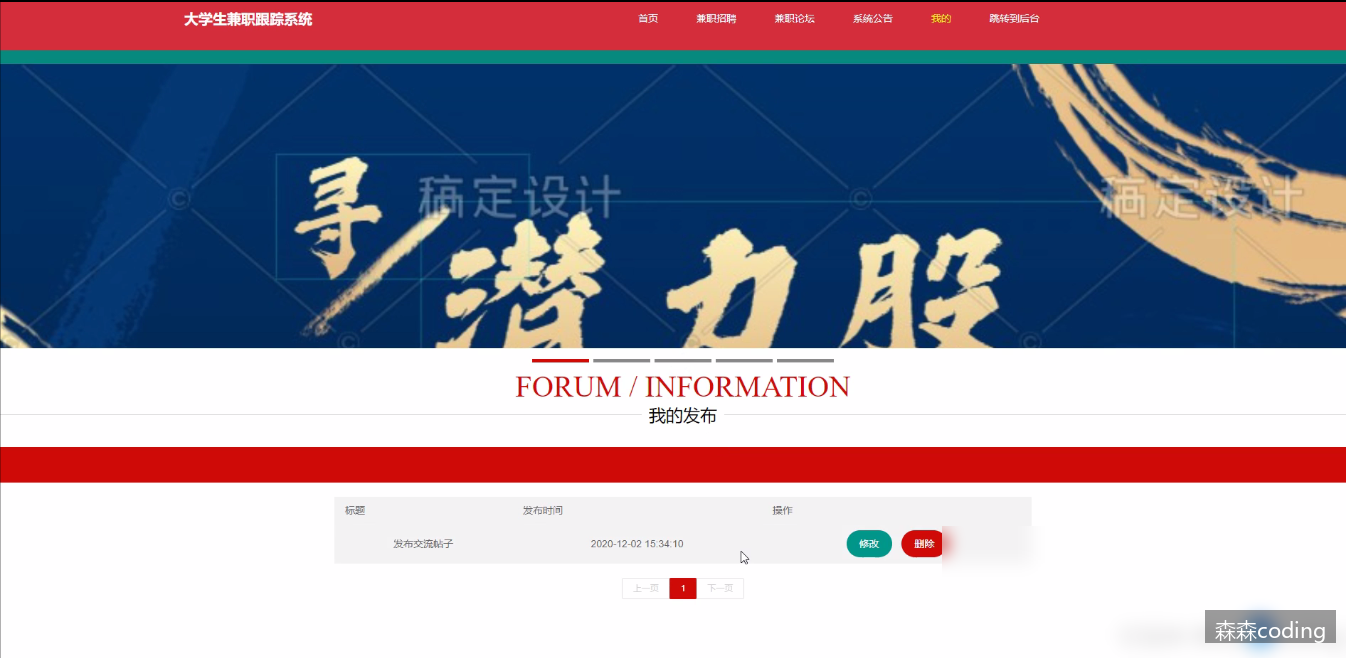 大学生兼职跟踪系统 首页 兼职招聘 兼职论坛 系统公告 我的 跳转到后台
稿定设计 稿定设计
寻
潜力股
FORUM / INFORMATION
我的发布
标题 发布时间 操作
发布交流帖子 2020-12-02 15:34:10 修改 删除
上一页 1 下一页
森森coding